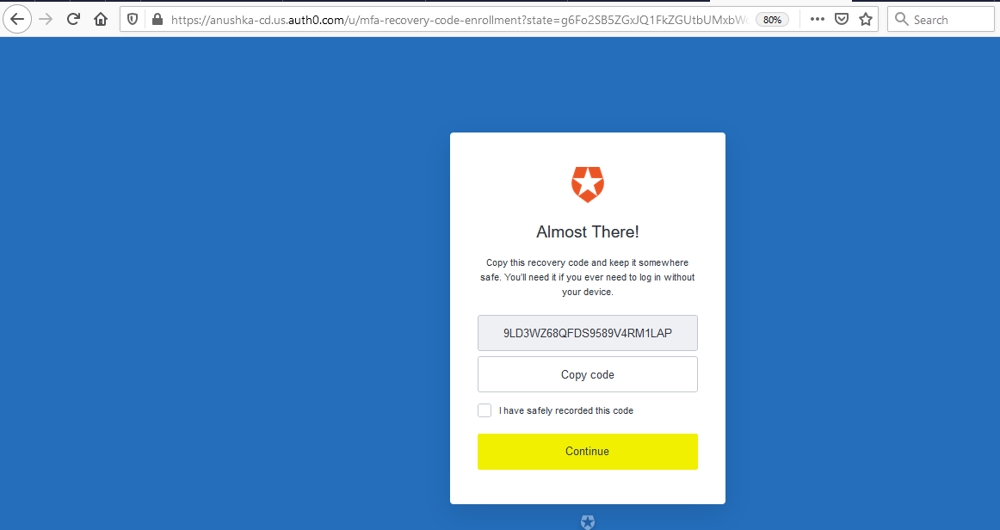 https://anushka-cd.us.auth0.com/u/mfa-recovery-code-enrollment?state=g6Fo2SB5ZGxJQ1FkZGUtbUMxbW
80%
Search
Almost There!
Copy this recovery code and keep it somewhere
safe. You'll need it if you ever need to log in without
your device.
9LD3WZ68QFDS9589V4RM1LAP
Copy code
I have safely recorded this code
Continue